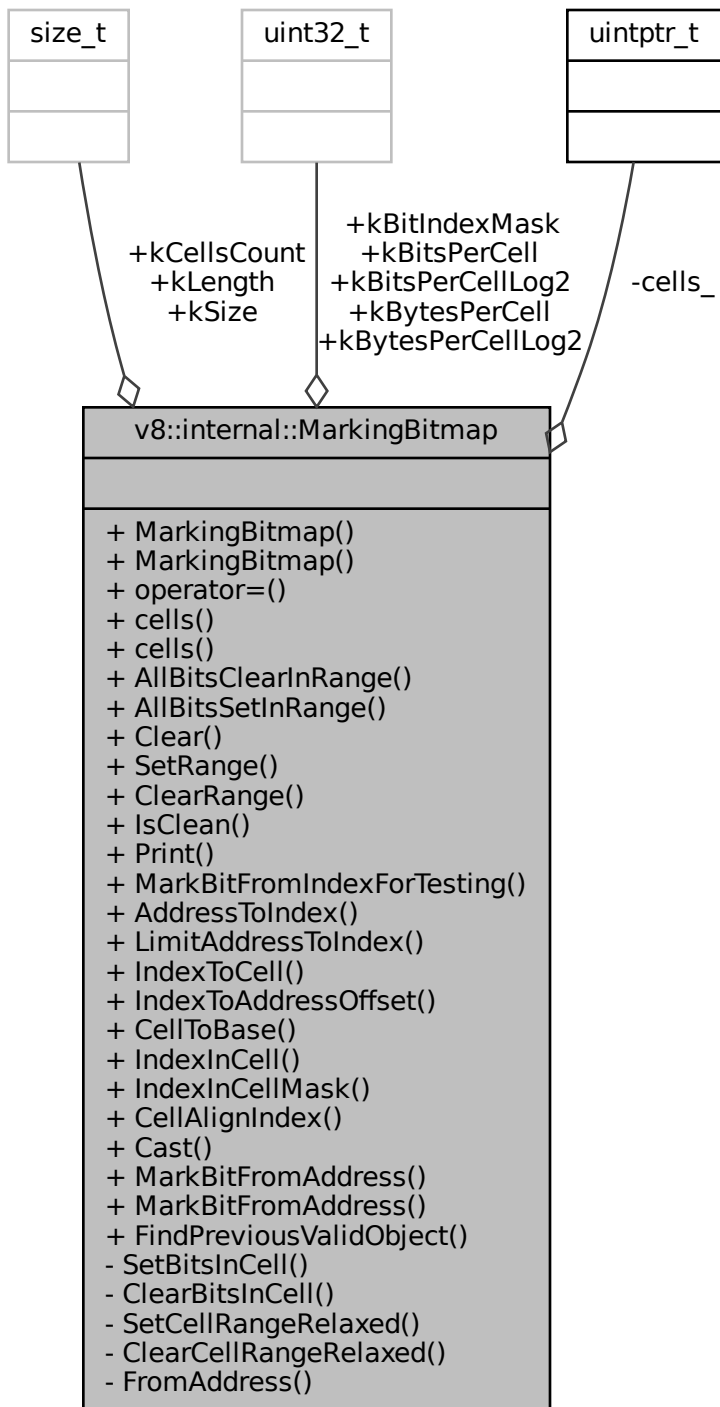 size_t
uint32_t
uintptr_t
+kCellsCount
+kLength
+kSize
+kBitIndexMask
+kBitsPerCell
+kBitsPerCellLog2
+kBytesPerCell
+kBytesPerCellLog2
-cells_
v8::internal::MarkingBitmap
+ MarkingBitmap()
+ MarkingBitmap()
+ operator=()
+ cells()
+ cells()
+ AllBitsClearInRange()
+ AllBitsSetInRange()
+ Clear()
+ SetRange()
+ ClearRange()
+ IsClean()
+ Print()
+ MarkBitFromIndexForTesting()
+ AddressToIndex()
+ LimitAddressToIndex()
+ IndexToCell()
+ IndexToAddressOffset()
+ CellToBase()
+ IndexInCell()
+ IndexInCellMask()
+ CellAlignIndex()
+ Cast()
+ MarkBitFromAddress()
+ MarkBitFromAddress()
+ FindPreviousValidObject()
- SetBitsInCell()
- ClearBitsInCell()
- SetCellRangeRelaxed()
- ClearCellRangeRelaxed()
- FromAddress()